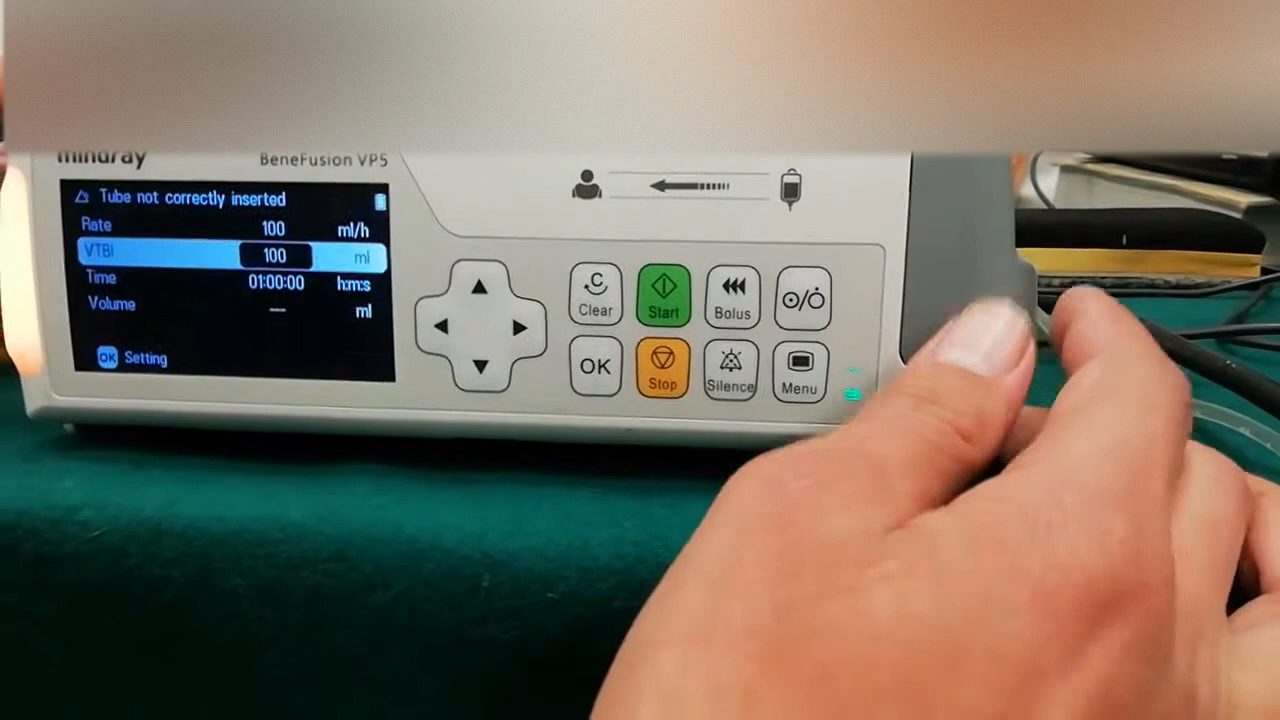 mindray
BeneFusion VP5
Tube not correctly inserted
Rate 100 ml/h
VTBI 100 ml
Time 01:00:00 h:m:s
Volume ---- ml
OK Setting
C
Clear
Start
Bolus
OK
Stop
Silence
Menu